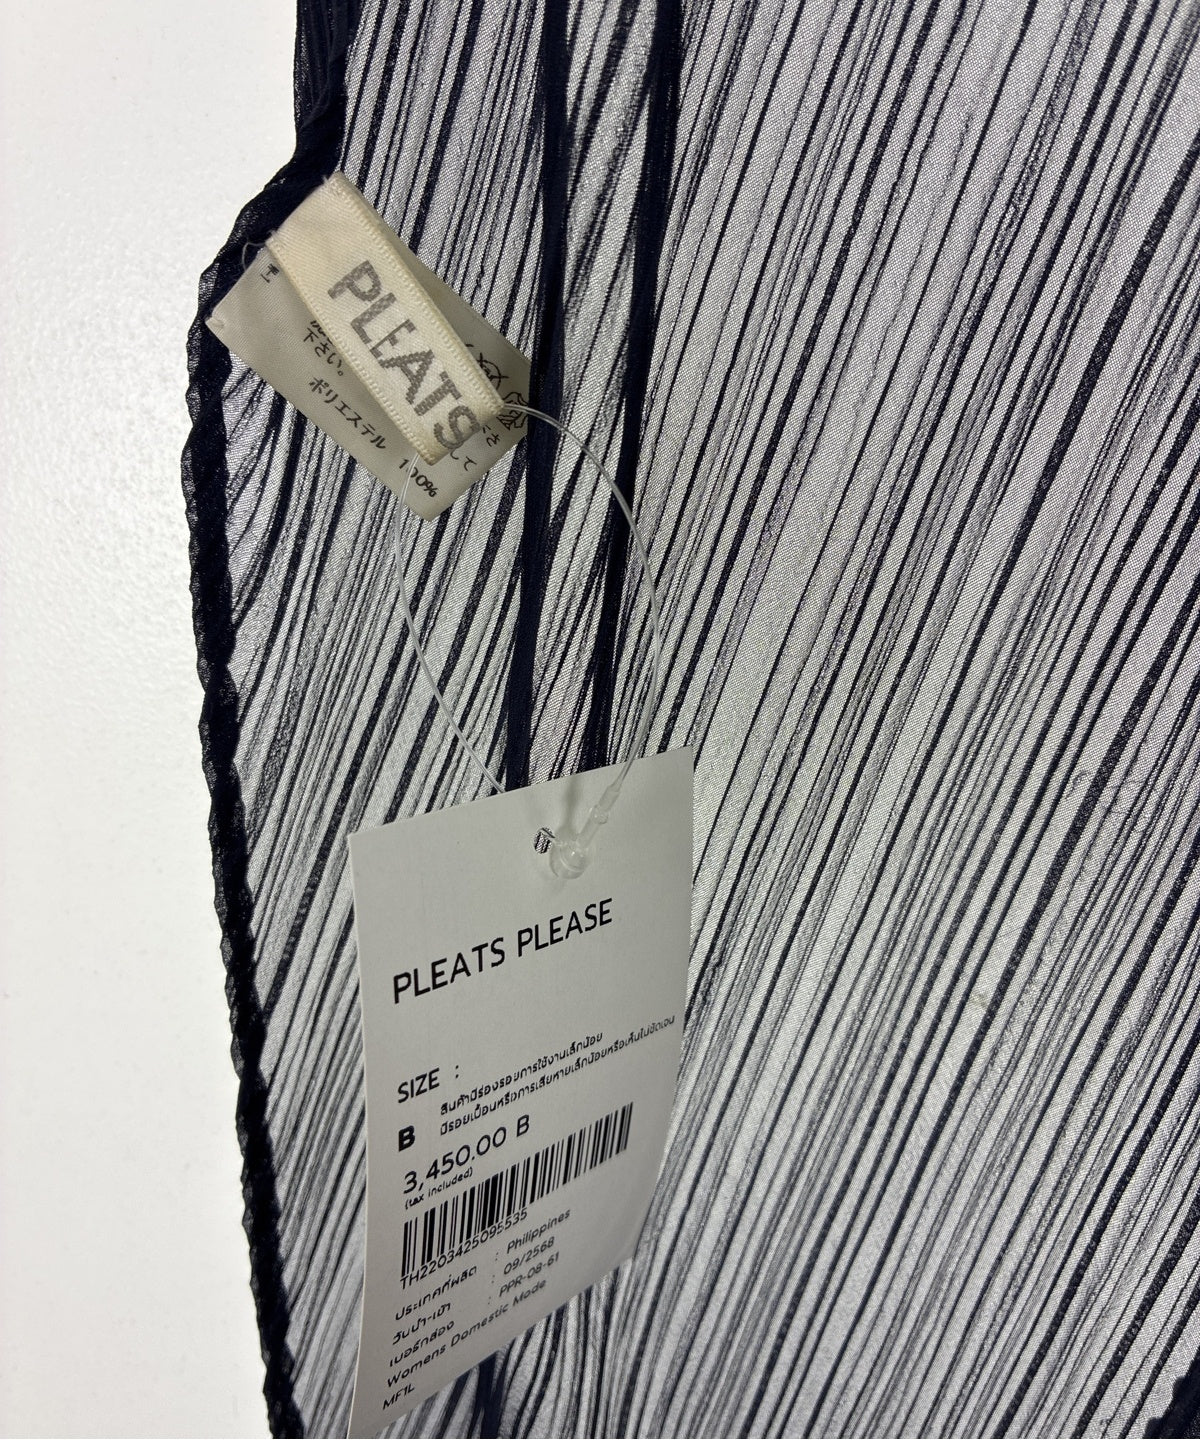 PLEATS
下さい。
ポリエステル 100%
PLEATS PLEASE
SIZE :
สินค้ามีร่องรอยการใช้งานเล็กน้อย
B มีรอยเปื้อนหรือการเสียหายเล็กน้อยหรือเห็นไม่ชัดเจน
3,450.00 B
(tax included)
TH2203425095535
ประเทศที่ผลิต : Philippines
วันนำเข้า : 09/2568
เบอร์กล่อง : PPR-08-61
Womens Domestic Mode
MF1L